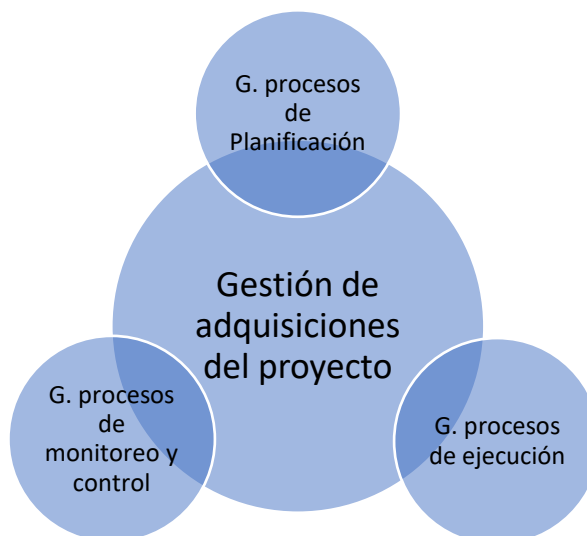 G. procesos
de
Planificación
Gestión de
adquisiciones
del proyecto
G. procesos
de
monitoreo y
control
G. procesos
de ejecución